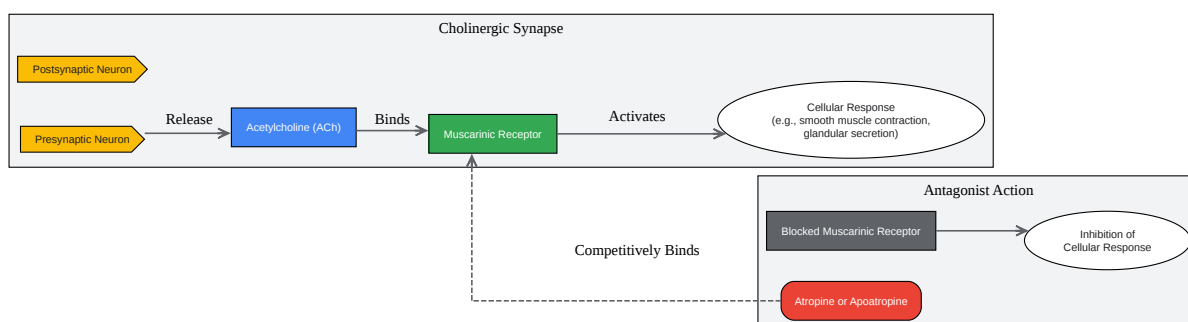 Cholinergic Synapse
Postsynaptic Neuron
Presynaptic Neuron
Release
Acetylcholine (ACh)
Binds
Muscarinic Receptor
Activates
Cellular Response
(e.g., smooth muscle contraction,
glandular secretion)
Antagonist Action
Blocked Muscarinic Receptor
Inhibition of
Cellular Response
Competitively Binds
Atropine or Apoatropine